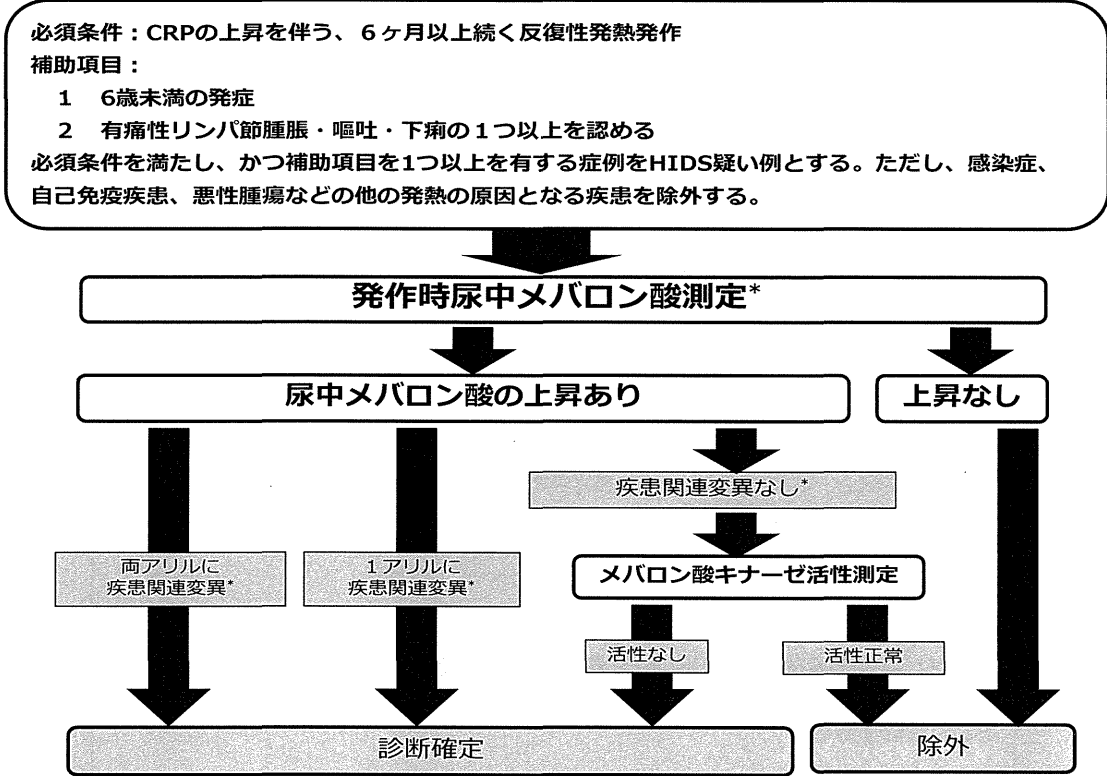 必須条件：CRPの上昇を伴う、６ヶ月以上続く反復性発熱発作
補助項目：
1 6歳未満の発症
2 有痛性リンパ節腫脹・嘔吐・下痢の１つ以上を認める
必須条件を満たし、かつ補助項目を1つ以上を有する症例をHIDS疑い例とする。ただし、感染症、
自己免疫疾患、悪性腫瘍などの他の発熱の原因となる疾患を除外する。
発作時尿中メバロン酸測定*
尿中メバロン酸の上昇あり
上昇なし
疾患関連変異なし*
両アリルに
疾患関連変異*
１アリルに
疾患関連変異*
メバロン酸キナーゼ活性測定
活性なし
活性正常
診断確定
除外